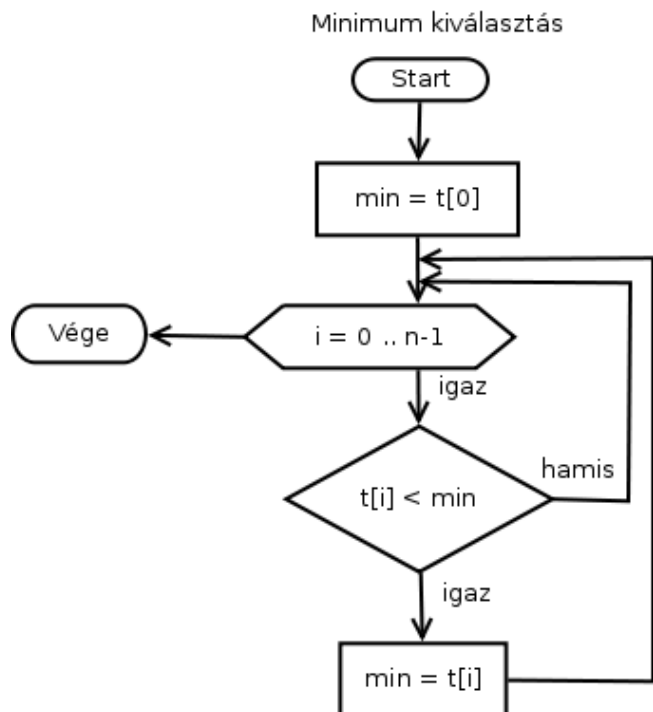 Minimum kiválasztás
Start
min = t[0]
Vége
i = 0 .. n-1
igaz
hamis
t[i] < min
igaz
min = t[i]